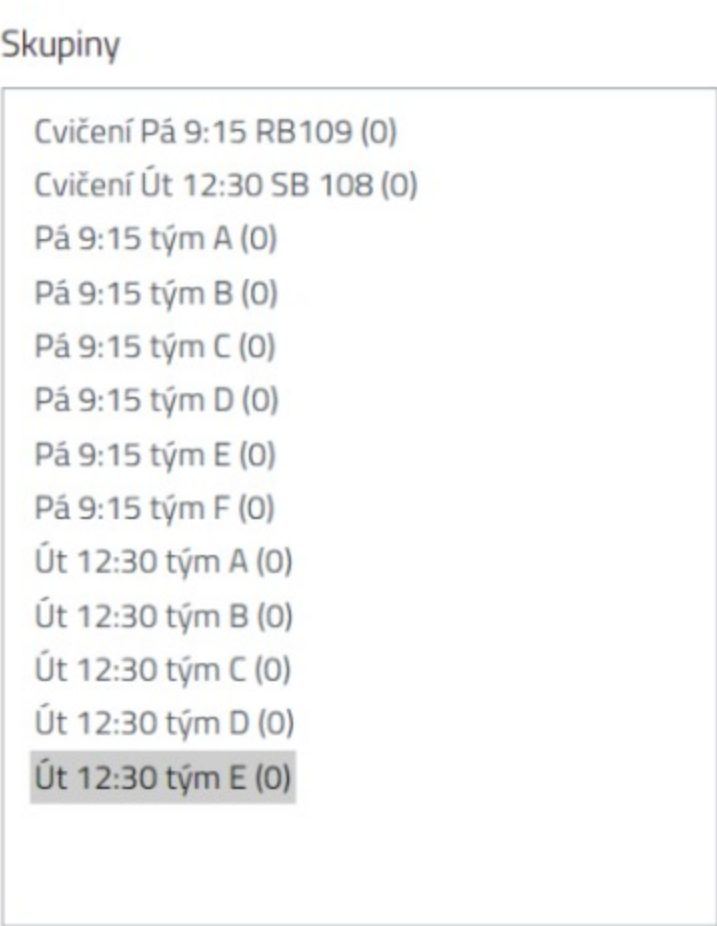 Skupiny
Cvičení Pá 9:15 RB109 (0)
Cvičení Út 12:30 SB 108 (0)
Pá 9:15 tým A (0)
Pá 9:15 tým B (0)
Pá 9:15 tým C (0)
Pá 9:15 tým D (0)
Pá 9:15 tým E (0)
Pá 9:15 tým F (0)
Út 12:30 tým A (0)
Út 12:30 tým B (0)
Út 12:30 tým C (0)
Út 12:30 tým D (0)
Út 12:30 tým E (0)